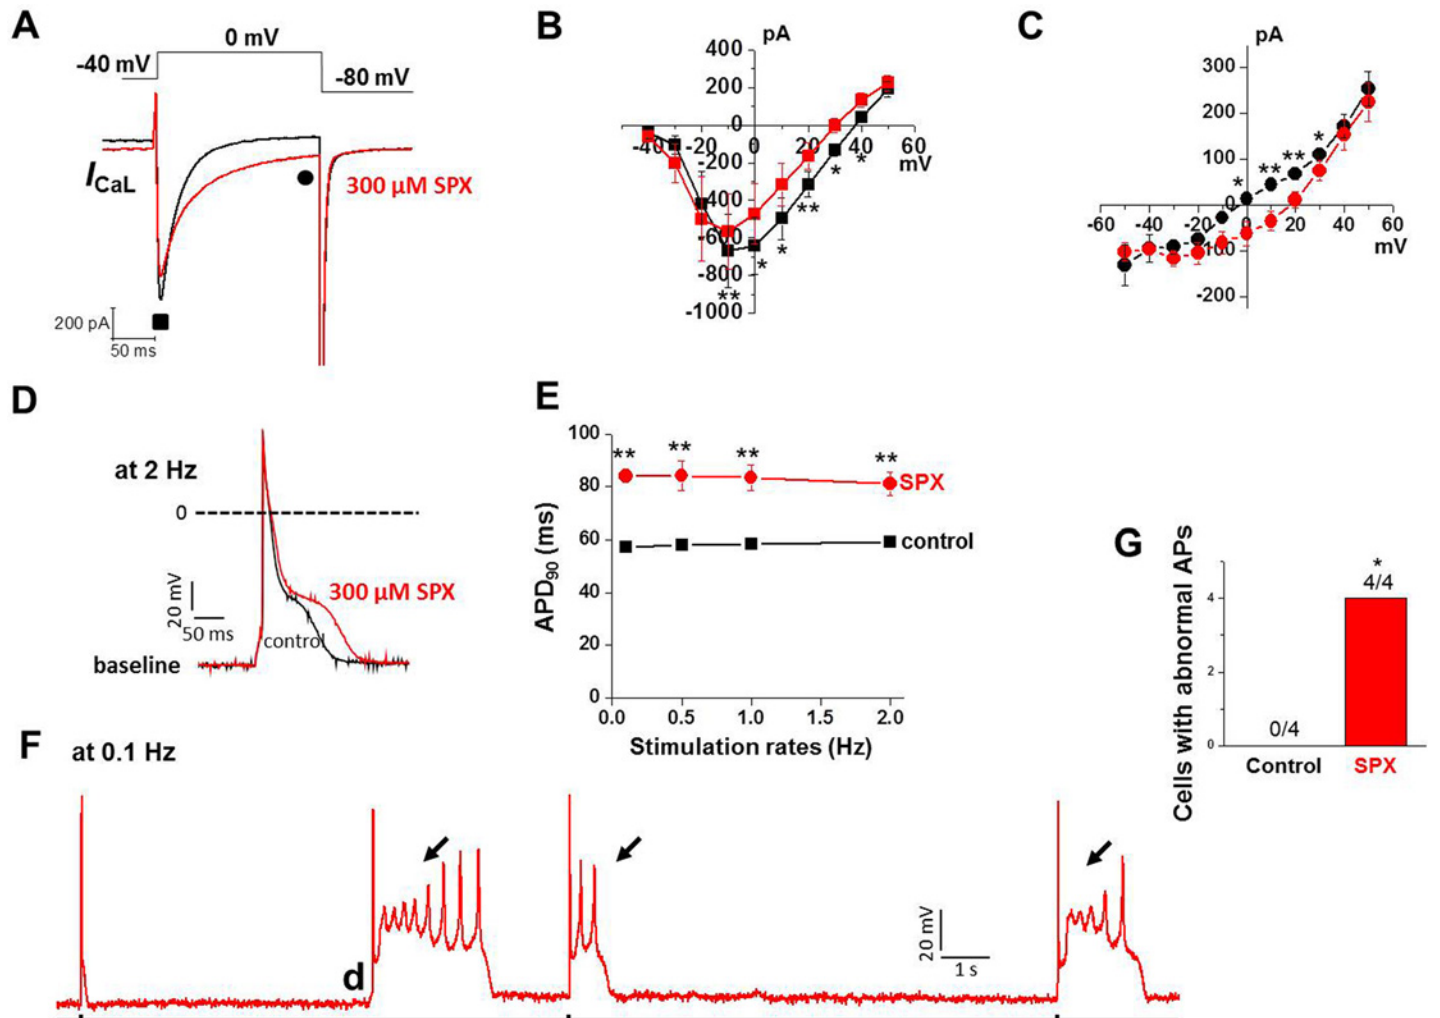 A
0 mV
-40 mV
-80 mV
ICaL
300 µM SPX
200 pA
50 ms
B
pA
400
200
0
-200
-400
-600
-800
-1000
-40
-20
0
20
40
60
mV
*
**
*
*
**
*
*
C
pA
300
200
100
0
-100
-200
-60
-40
-20
0
20
40
60
mV
*
**
**
*
D
at 2 Hz
0
20 mV
50 ms
300 µM SPX
control
baseline
E
100
80
60
40
20
0
APD90 (ms)
**
**
**
**
SPX
control
0.0
0.5
1.0
1.5
2.0
Stimulation rates (Hz)
G
Cells with abnormal APs
4
2
0
*
4/4
0/4
Control
SPX
F
at 0.1 Hz
d
20 mV
1 s